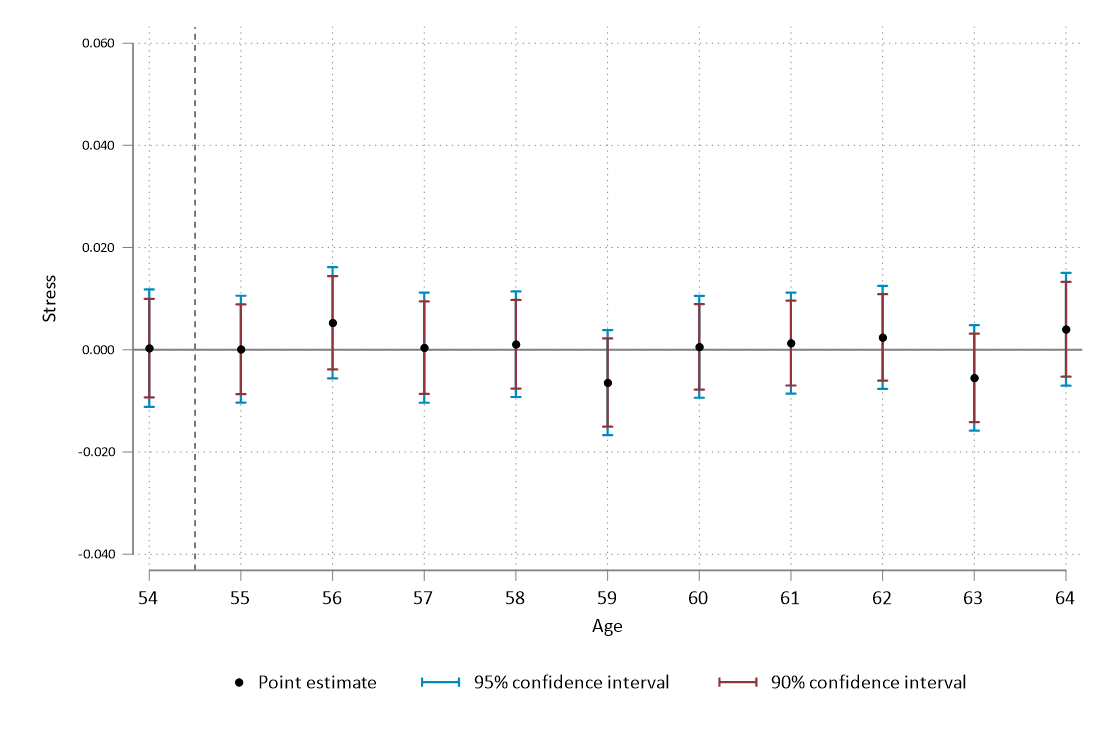 0.060
0.040
0.020
0.000
-0.020
-0.040
Stress
54 55 56 57 58 59 60 61 62 63 64
Age
Point estimate 95% confidence interval 90% confidence interval